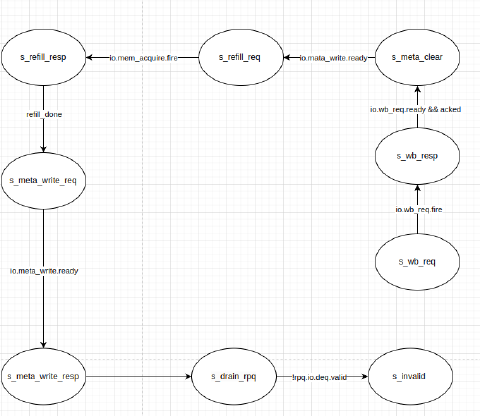 s_refill_resp
io.mem_acquire.fire
s_refill_req
io.mata_write.ready
s_meta_clear
refill_done
io.wb_req.ready && acked
s_wb_resp
s_meta_write_req
io.wb_req.fire
s_wb_req
io.meta_write.ready
s_meta_write_resp
s_drain_rpq
!rpq.io.deq.valid
s_invalid